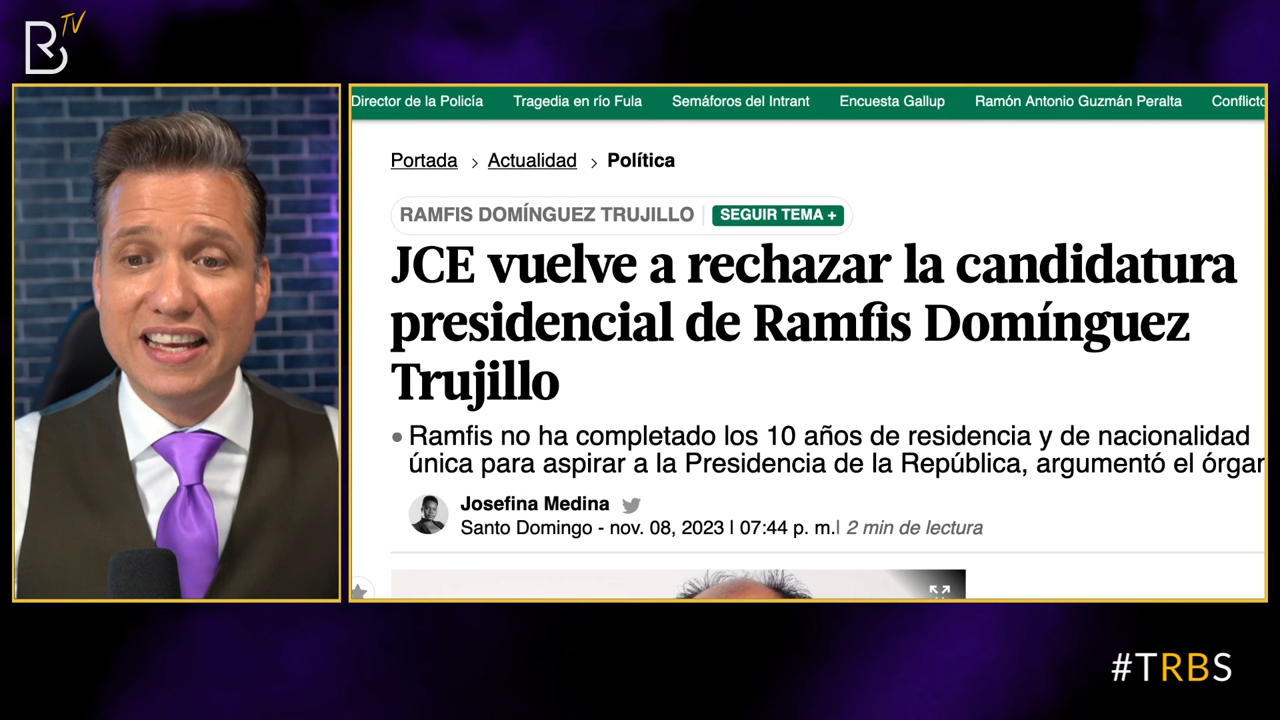 R TV
Director de la Policía Tragedia en río Fula Semáforos del Intrant Encuesta Gallup Ramón Antonio Guzmán Peralta Conflicto
Portada > Actualidad > Política
RAMFIS DOMÍNGUEZ TRUJILLO SEGUIR TEMA +
JCE vuelve a rechazar la candidatura
presidencial de Ramfis Domínguez
Trujillo
• Ramfis no ha completado los 10 años de residencia y de nacionalidad
única para aspirar a la Presidencia de la República, argumentó el órgan
Josefina Medina
Santo Domingo - nov. 08, 2023 | 07:44 p. m.| 2 min de lectura
#TRBS